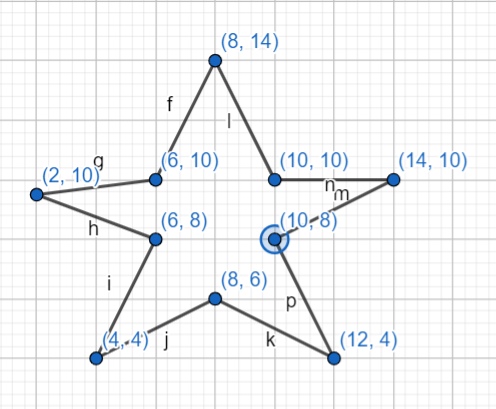 (8, 14)
f
l
g
(2, 10)
(6, 10)
(10, 10)
(14, 10)
n
m
h
(6, 8)
(10, 8)
i
(8, 6)
p
(4, 4)
j
k
(12, 4)